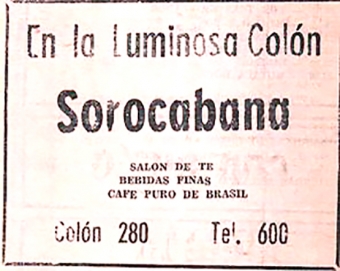 En la Luminosa Colón
Sorocabana
SALON DE TE
BEBIDAS FINAS
CAFE PURO DE BRASIL
Colón 280 Tel. 600